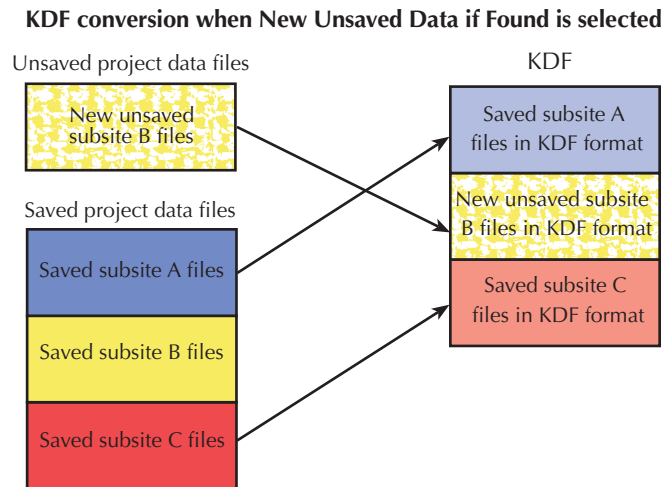 KDF conversion when New Unsaved Data if Found is selected
Unsaved project data files
New unsaved
subsite B files
Saved project data files
Saved subsite A files
Saved subsite B files
Saved subsite C files
KDF
Saved subsite A
files in KDF format
New unsaved subsite
B files in KDF format
Saved subsite C
files in KDF format